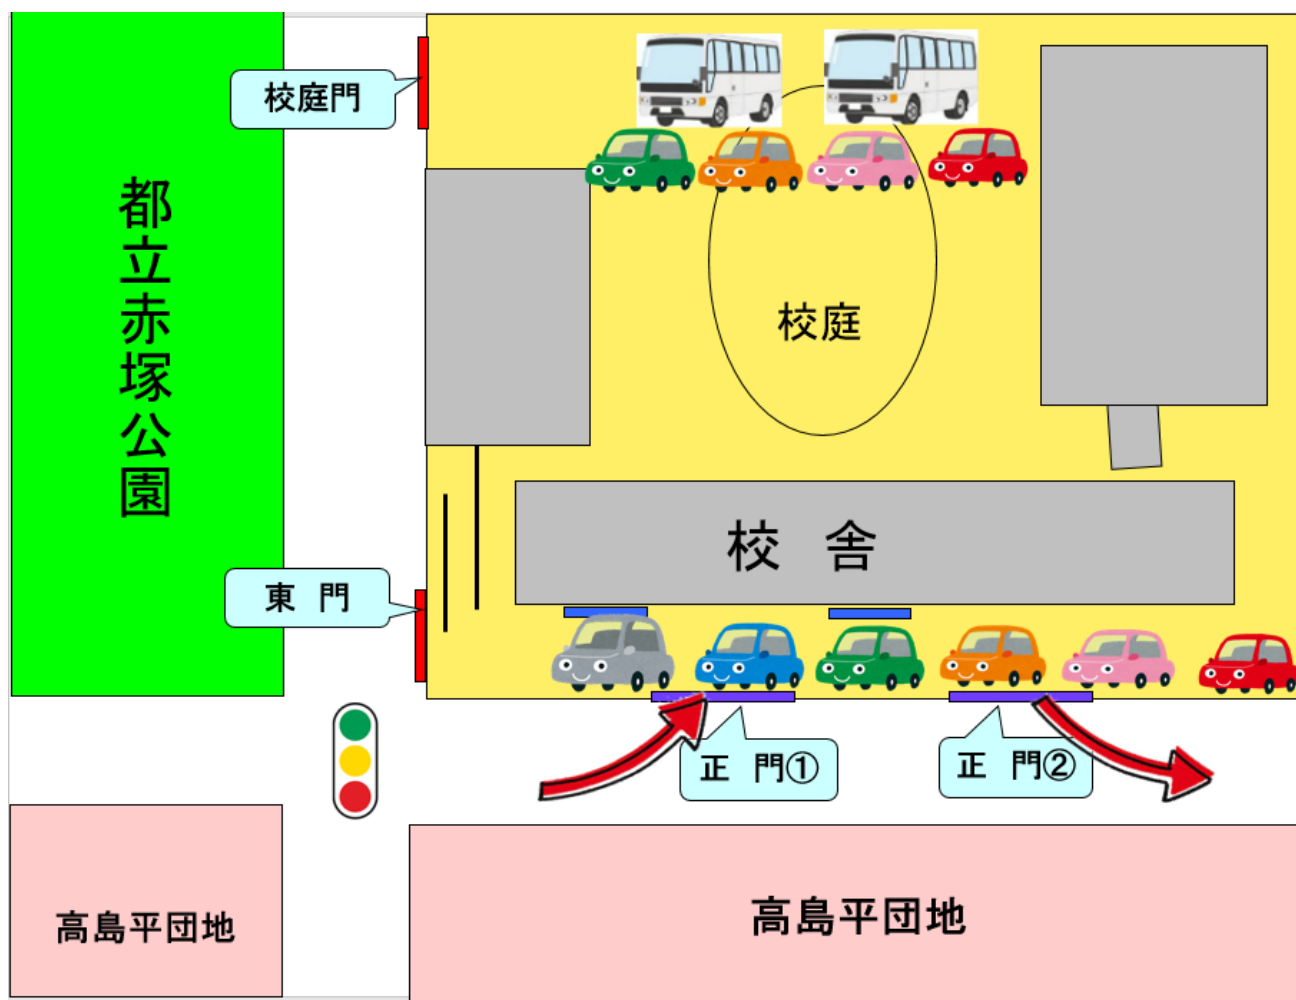 校庭門
都立赤塚公園
校庭
校　舎
東　門
正　門①
正　門②
高島平団地
高島平団地